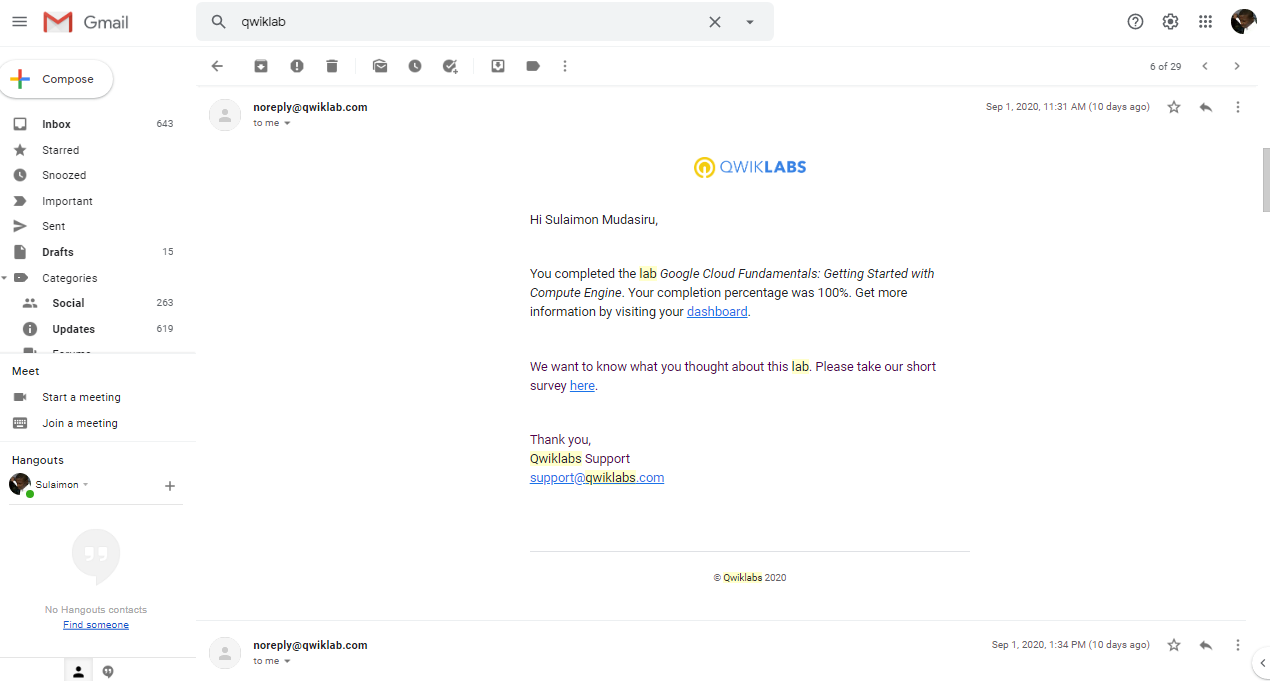 Gmail
qwiklab
Compose
6 of 29
Inbox 643
Starred
Snoozed
Important
Sent
Drafts 15
Categories
Social 263
Updates 619
Forums
Meet
Start a meeting
Join a meeting
Hangouts
Sulaimon
No Hangouts contacts
Find someone
noreply@qwiklab.com Sep 1, 2020, 11:31 AM (10 days ago)
to me
QWIKLABS
Hi Sulaimon Mudasiru,
You completed the lab Google Cloud Fundamentals: Getting Started with
Compute Engine. Your completion percentage was 100%. Get more
information by visiting your dashboard.
We want to know what you thought about this lab. Please take our short
survey here.
Thank you,
Qwiklabs Support
support@qwiklabs.com
© Qwiklabs 2020
noreply@qwiklab.com Sep 1, 2020, 1:34 PM (10 days ago)
to me